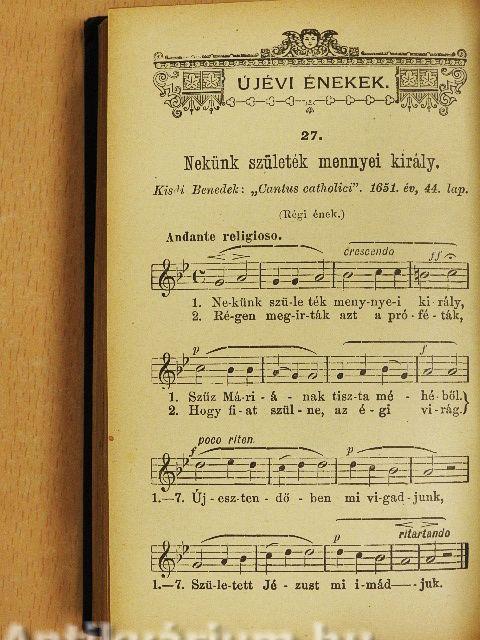 ÚJÉVI ÉNEKEK.
27.
Nekünk születék mennyei király.
Kisdi Benedek: „Cantus catholici". 1651. év, 44. lap.
(Régi ének.)
Andante religioso.
crescendo
ff
1. Ne-künk szü-le ték meny-nye-i ki-rály,
2. Ré-gen meg-ír-ták azt a pró-fé-ták,
p
f
1. Szűz Má-ri-á-nak tisz-ta mé-hé-ből.
2. Hogy fi-at szül-ne, az é-gi vi-rág.
poco riten.
f
p
1.—7. Új-esz-ten-dő-ben mi vi-gad-junk,
p
ritartando
1.—7. Szü-le-tett Jé-zust mi i-mád—juk.
Antikvárium.hu